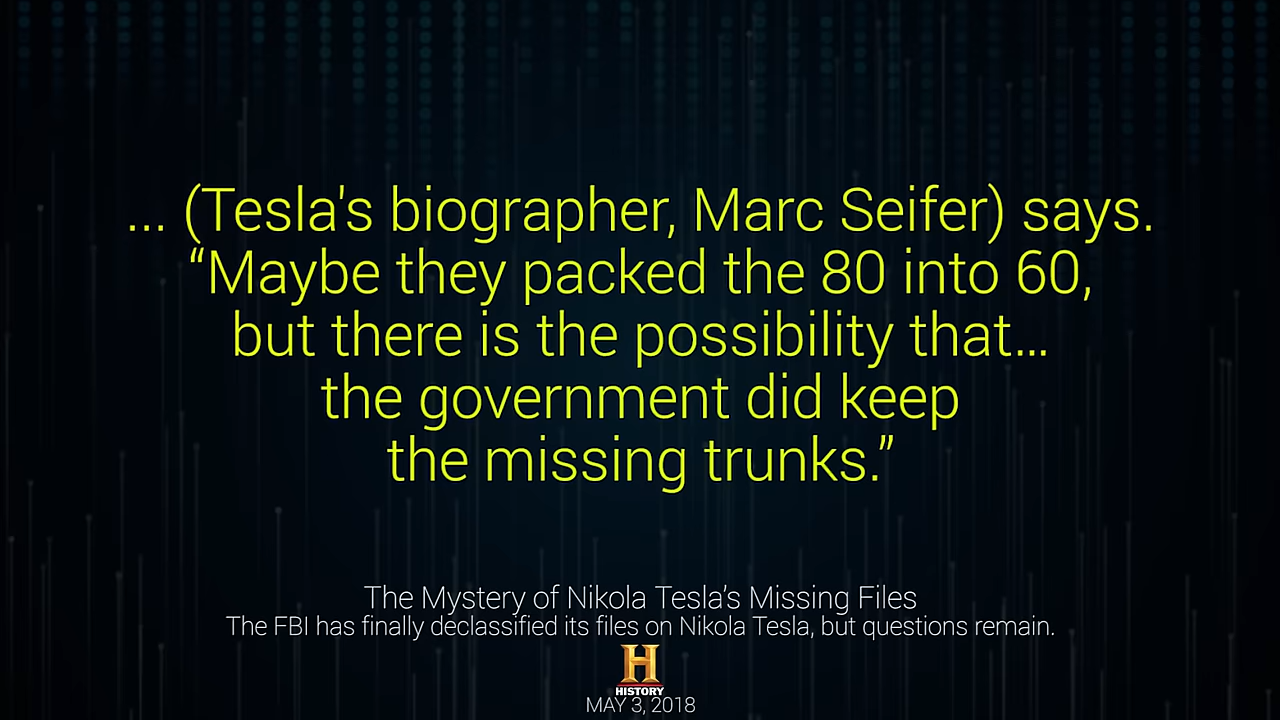 ... (Tesla's biographer, Marc Seifer) says.
“Maybe they packed the 80 into 60,
but there is the possibility that…
the government did keep
the missing trunks.”
The Mystery of Nikola Tesla’s Missing Files
The FBI has finally declassified its files on Nikola Tesla, but questions remain.
H
HISTORY
MAY 3, 2018